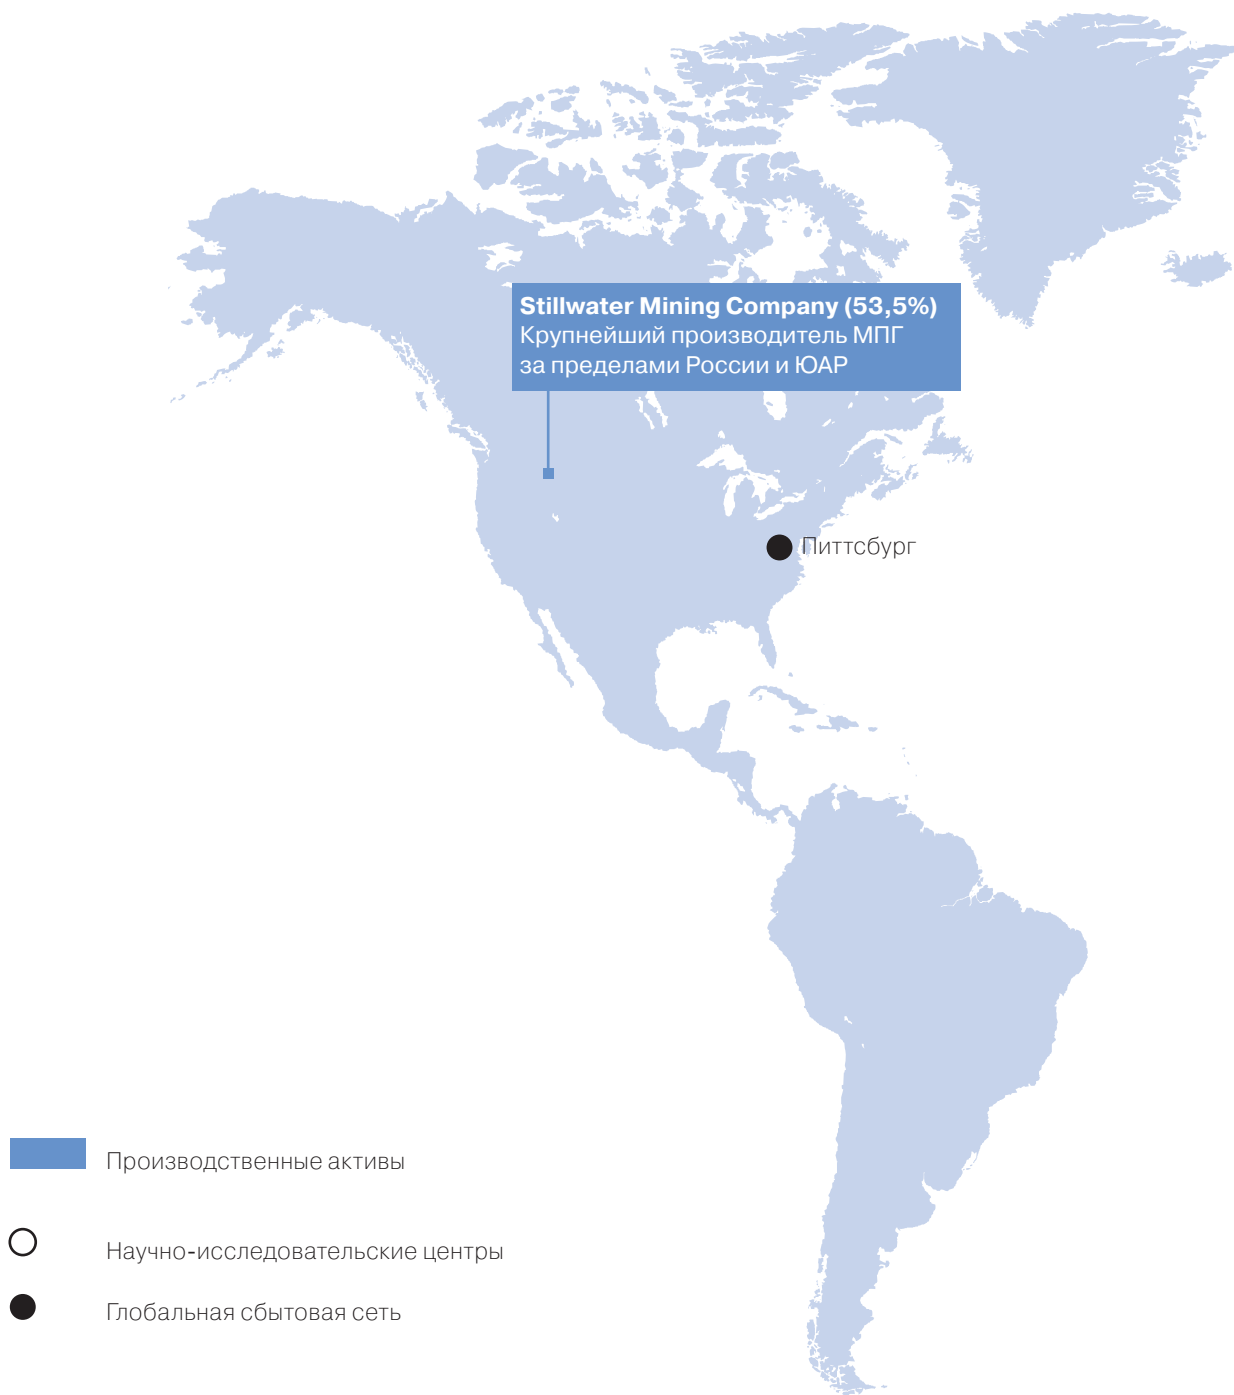 Stillwater Mining Company (53,5%)
Крупнейший производитель МПГ
за пределами России и ЮАР
Питтсбург
Производственные активы
Научно-исследовательские центры
Глобальная сбытовая сеть